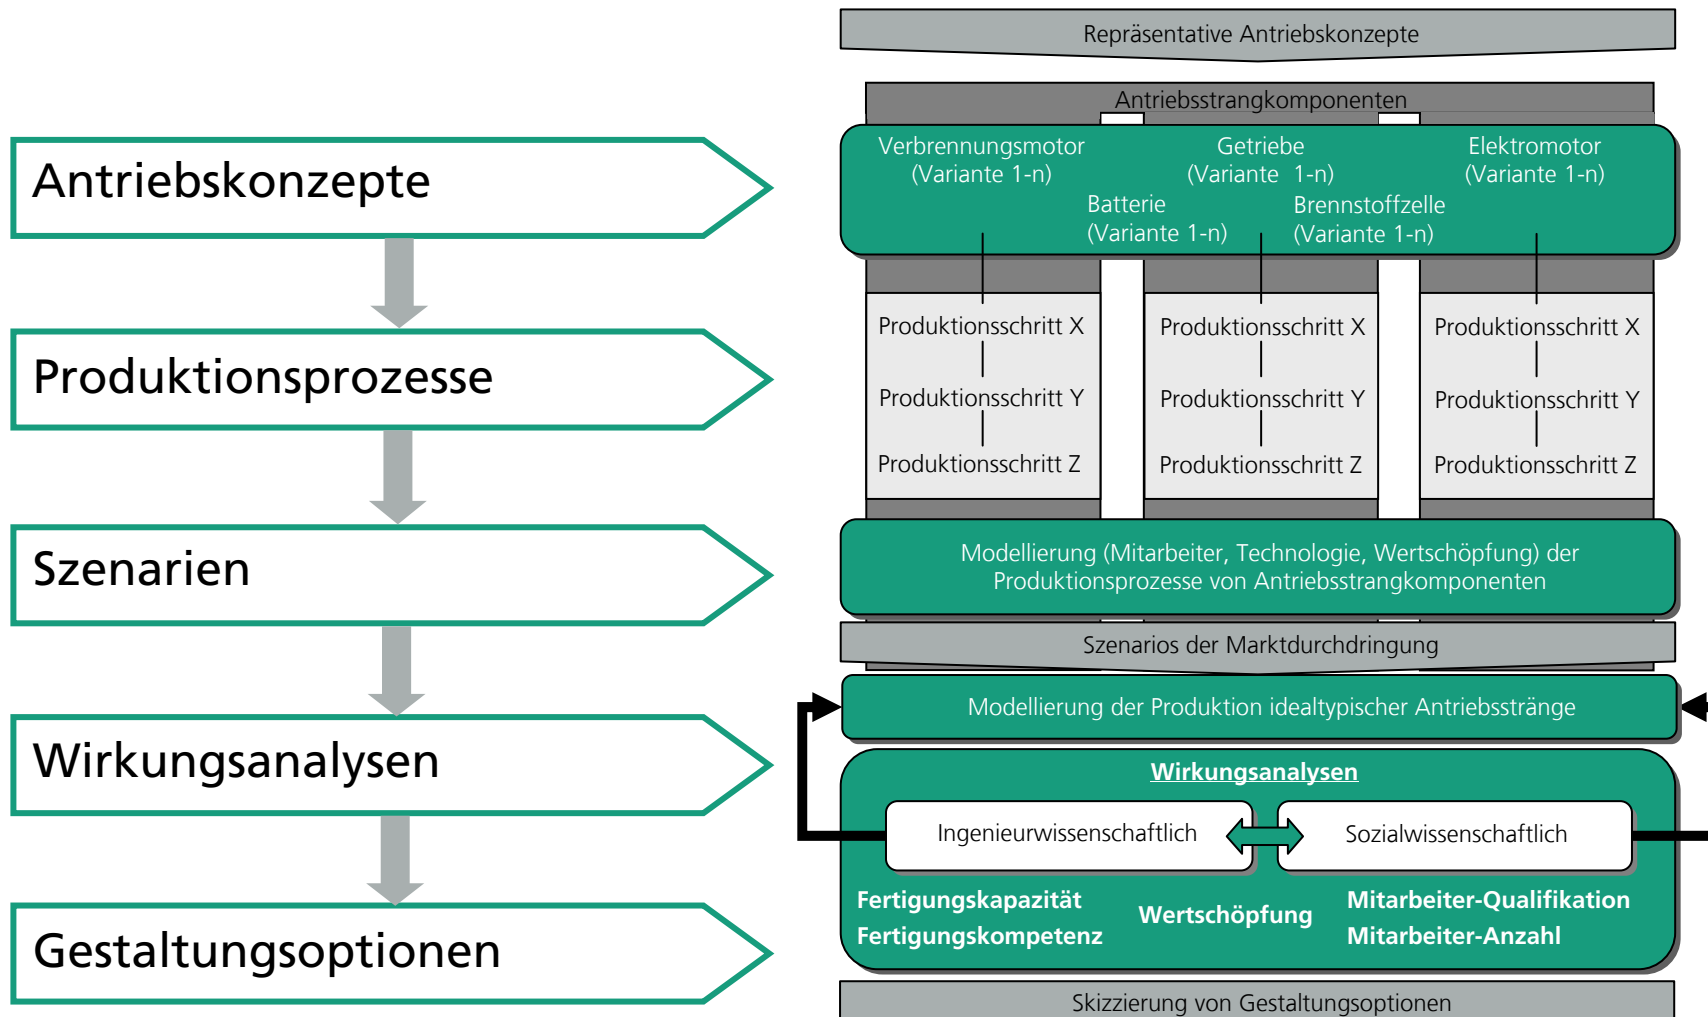 Antriebskonzepte
Produktionsprozesse
Szenarien
Wirkungsanalysen
Gestaltungsoptionen
Repräsentative Antriebskonzepte
Antriebsstrangkomponenten
Verbrennungsmotor
(Variante 1-n)
Getriebe
(Variante 1-n)
Elektromotor
(Variante 1-n)
Batterie
(Variante 1-n)
Brennstoffzelle
(Variante 1-n)
Produktionsschritt X
Produktionsschritt X
Produktionsschritt X
Produktionsschritt Y
Produktionsschritt Y
Produktionsschritt Y
Produktionsschritt Z
Produktionsschritt Z
Produktionsschritt Z
Modellierung (Mitarbeiter, Technologie, Wertschöpfung) der
Produktionsprozesse von Antriebsstrangkomponenten
Szenarios der Marktdurchdringung
Modellierung der Produktion idealtypischer Antriebsstränge
Wirkungsanalysen
Ingenieurwissenschaftlich
Sozialwissenschaftlich
Fertigungskapazität
Fertigungskompetenz
Wertschöpfung
Mitarbeiter-Qualifikation
Mitarbeiter-Anzahl
Skizzierung von Gestaltungsoptionen